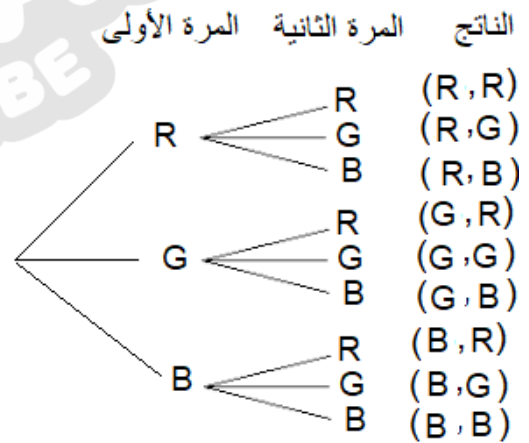 المرة الأولى المرة الثانية الناتج
R (R,R)
R G (R,G)
B (R,B)
R (G,R)
G G (G,G)
B (G,B)
R (B,R)
B G (B,G)
B (B,B)